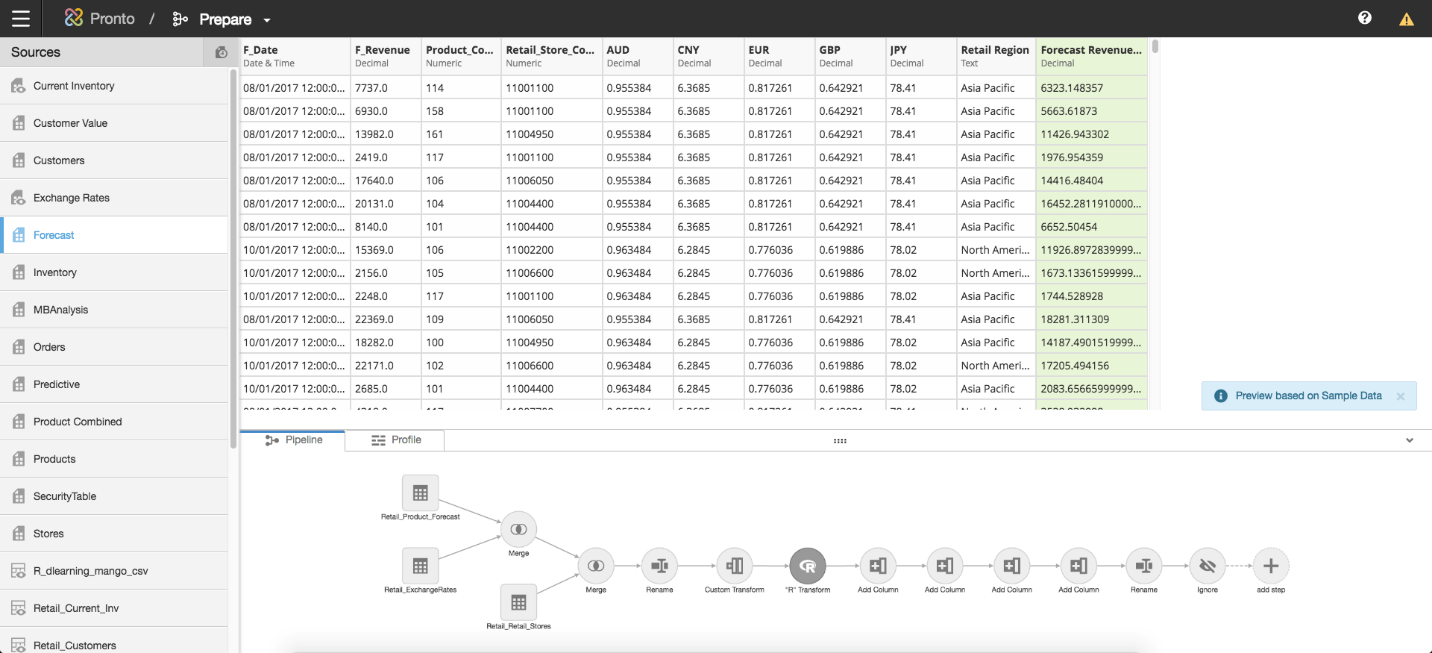 Pronto / Prepare
Sources
Current Inventory
Customer Value
Customers
Exchange Rates
Forecast
Inventory
MBAnalysis
Orders
Predictive
Product Combined
Products
SecurityTable
Stores
R_dlearning_mango_csv
Retail_Current_Inv
Retail_Customers
F_Date F_Revenue Product_Co... Retail_Store_Co... AUD CNY EUR GBP JPY Retail Region Forecast Revenue...
Date & Time Decimal Numeric Numeric Decimal Decimal Decimal Decimal Decimal Text Decimal
08/01/2017 12:00:0... 7737.0 114 11001100 0.955384 6.3685 0.817261 0.642921 78.41 Asia Pacific 6323.148357
08/01/2017 12:00:0... 6930.0 158 11001100 0.955384 6.3685 0.817261 0.642921 78.41 Asia Pacific 5663.61873
08/01/2017 12:00:0... 13982.0 161 11004950 0.955384 6.3685 0.817261 0.642921 78.41 Asia Pacific 11426.943302
08/01/2017 12:00:0... 2419.0 117 11001100 0.955384 6.3685 0.817261 0.642921 78.41 Asia Pacific 1976.954359
08/01/2017 12:00:0... 17640.0 106 11006050 0.955384 6.3685 0.817261 0.642921 78.41 Asia Pacific 14416.48404
08/01/2017 12:00:0... 20131.0 104 11004400 0.955384 6.3685 0.817261 0.642921 78.41 Asia Pacific 16452.2811910000...
08/01/2017 12:00:0... 8140.0 101 11004400 0.955384 6.3685 0.817261 0.642921 78.41 Asia Pacific 6652.50454
10/01/2017 12:00:0... 15369.0 106 11002200 0.963484 6.2845 0.776036 0.619886 78.02 North Ameri... 11926.8972839999...
10/01/2017 12:00:0... 2156.0 105 11006600 0.963484 6.2845 0.776036 0.619886 78.02 North Ameri... 1673.13361599999...
10/01/2017 12:00:0... 2248.0 117 11001100 0.963484 6.2845 0.776036 0.619886 78.02 Asia Pacific 1744.528928
08/01/2017 12:00:0... 22369.0 109 11006050 0.955384 6.3685 0.817261 0.642921 78.41 Asia Pacific 18281.311309
10/01/2017 12:00:0... 18282.0 100 11004950 0.963484 6.2845 0.776036 0.619886 78.02 Asia Pacific 14187.4901519999...
10/01/2017 12:00:0... 22171.0 102 11006600 0.963484 6.2845 0.776036 0.619886 78.02 North Ameri... 17205.494156
10/01/2017 12:00:0... 2685.0 101 11004400 0.963484 6.2845 0.776036 0.619886 78.02 Asia Pacific 2083.65665999999...
Preview based on Sample Data
Pipeline Profile
Retail_Product_Forecast
Merge
Retail_ExchangeRates
Retail_Retail_Stores
Merge Rename Custom Transform "R" Transform Add Column Add Column Add Column Add Column Rename Ignore add step